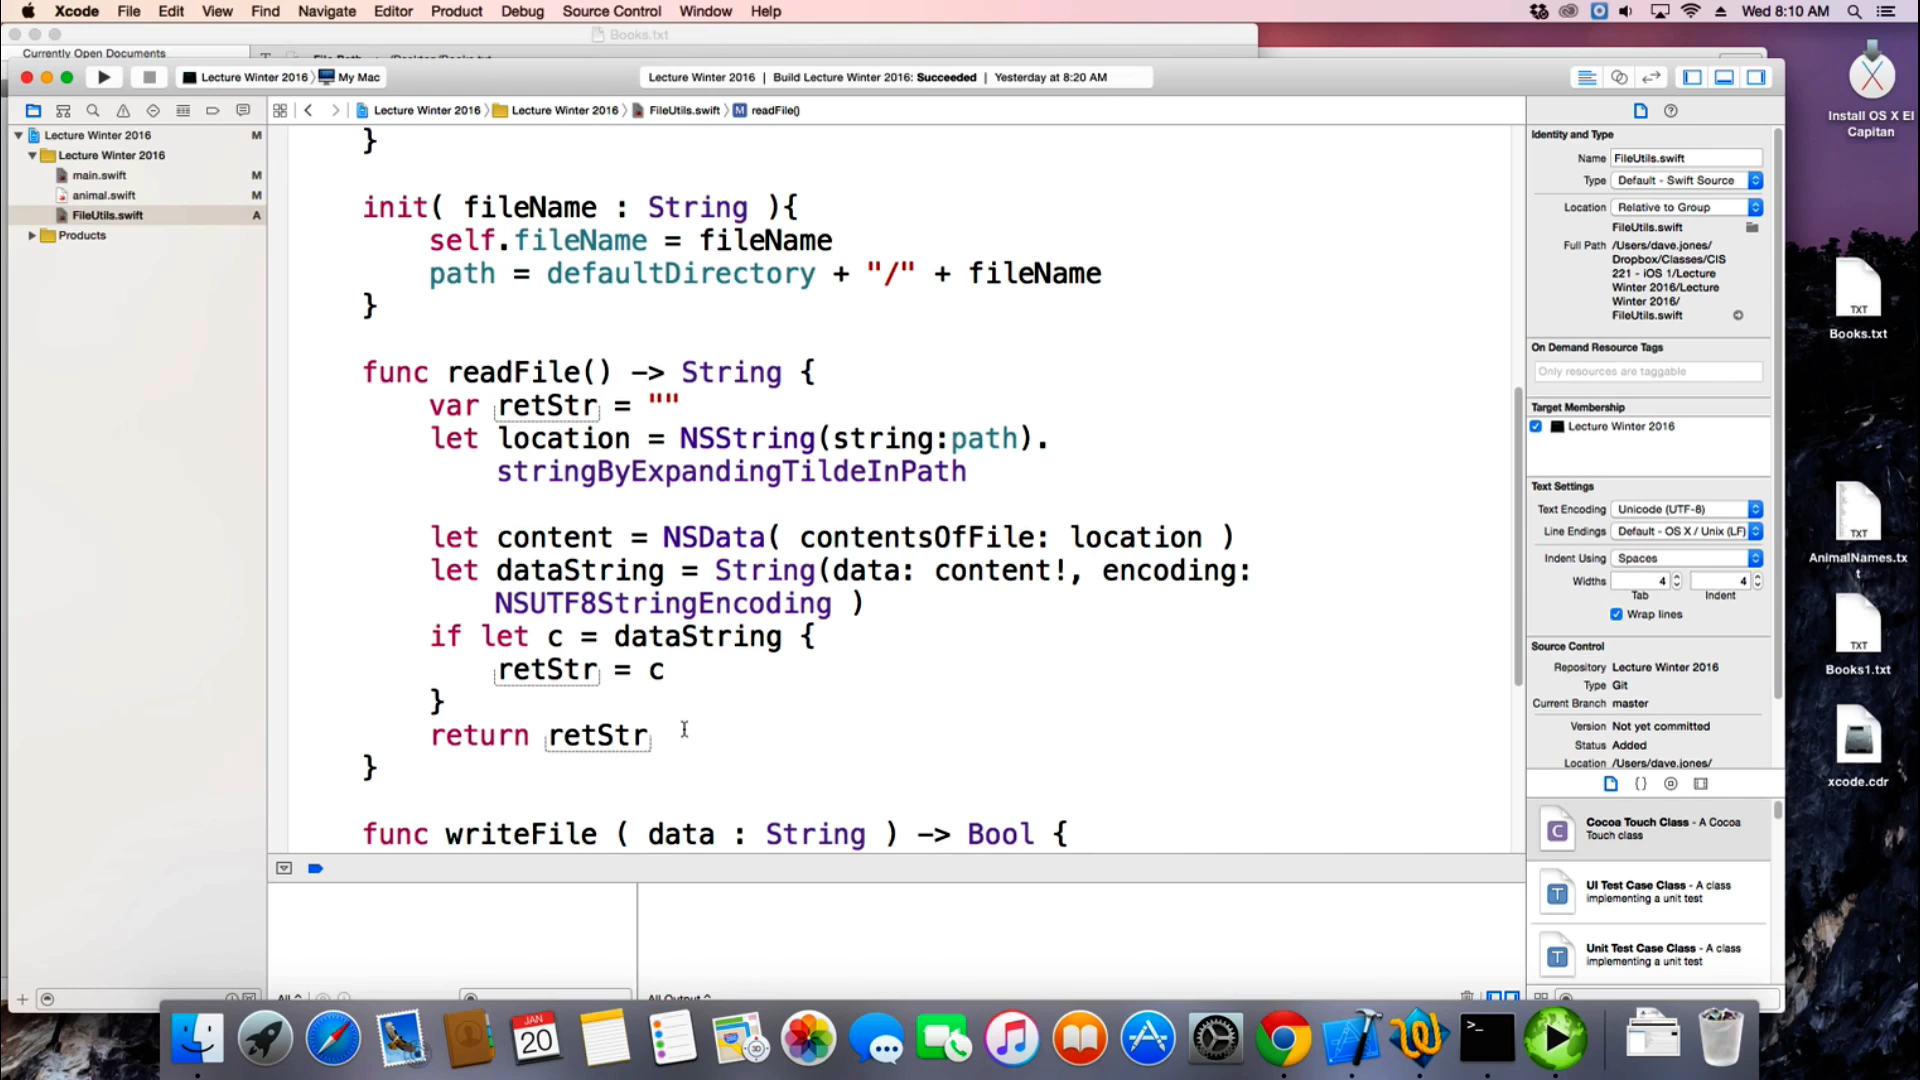 Xcode File Edit View Find Navigate Editor Product Debug Source Control Window Help
Wed 8:10 AM
Books.txt
Currently Open Documents
Lecture Winter 2016 My Mac
Lecture Winter 2016 | Build Lecture Winter 2016: Succeeded | Yesterday at 8:20 AM
Lecture Winter 2016 Lecture Winter 2016 FileUtils.swift M readFile()
Lecture Winter 2016 M
Lecture Winter 2016
main.swift M
animal.swift M
FileUtils.swift A
Products
}
init( fileName : String ){
self.fileName = fileName
path = defaultDirectory + "/" + fileName
}
func readFile() -> String {
var retStr = ""
let location = NSString(string:path).
stringByExpandingTildeInPath
let content = NSData( contentsOfFile: location )
let dataString = String(data: content!, encoding:
NSUTF8StringEncoding )
if let c = dataString {
retStr = c
}
return retStr
}
func writeFile ( data : String ) -> Bool {
Identity and Type
Name FileUtils.swift
Type Default - Swift Source
Location Relative to Group
FileUtils.swift
Full Path /Users/dave.jones/
Dropbox/Classes/CIS
221 - iOS 1/Lecture
Winter 2016/Lecture
Winter 2016/
FileUtils.swift
On Demand Resource Tags
Only resources are taggable
Target Membership
Lecture Winter 2016
Text Settings
Text Encoding Unicode (UTF-8)
Line Endings Default - OS X / Unix (LF)
Indent Using Spaces
Widths 4 4
Tab Indent
Wrap lines
Source Control
Repository Lecture Winter 2016
Type Git
Current Branch master
Version Not yet committed
Status Added
Location /Users/dave.jones/
{ }
C
Cocoa Touch Class - A Cocoa
Touch class
T
UI Test Case Class - A class
implementing a unit test
T
Unit Test Case Class - A class
implementing a unit test
Install OS X El
Capitan
TXT
Books.txt
TXT
AnimalNames.tx
t
TXT
Books1.txt
xcode.cdr
JAN
20
3D
>_